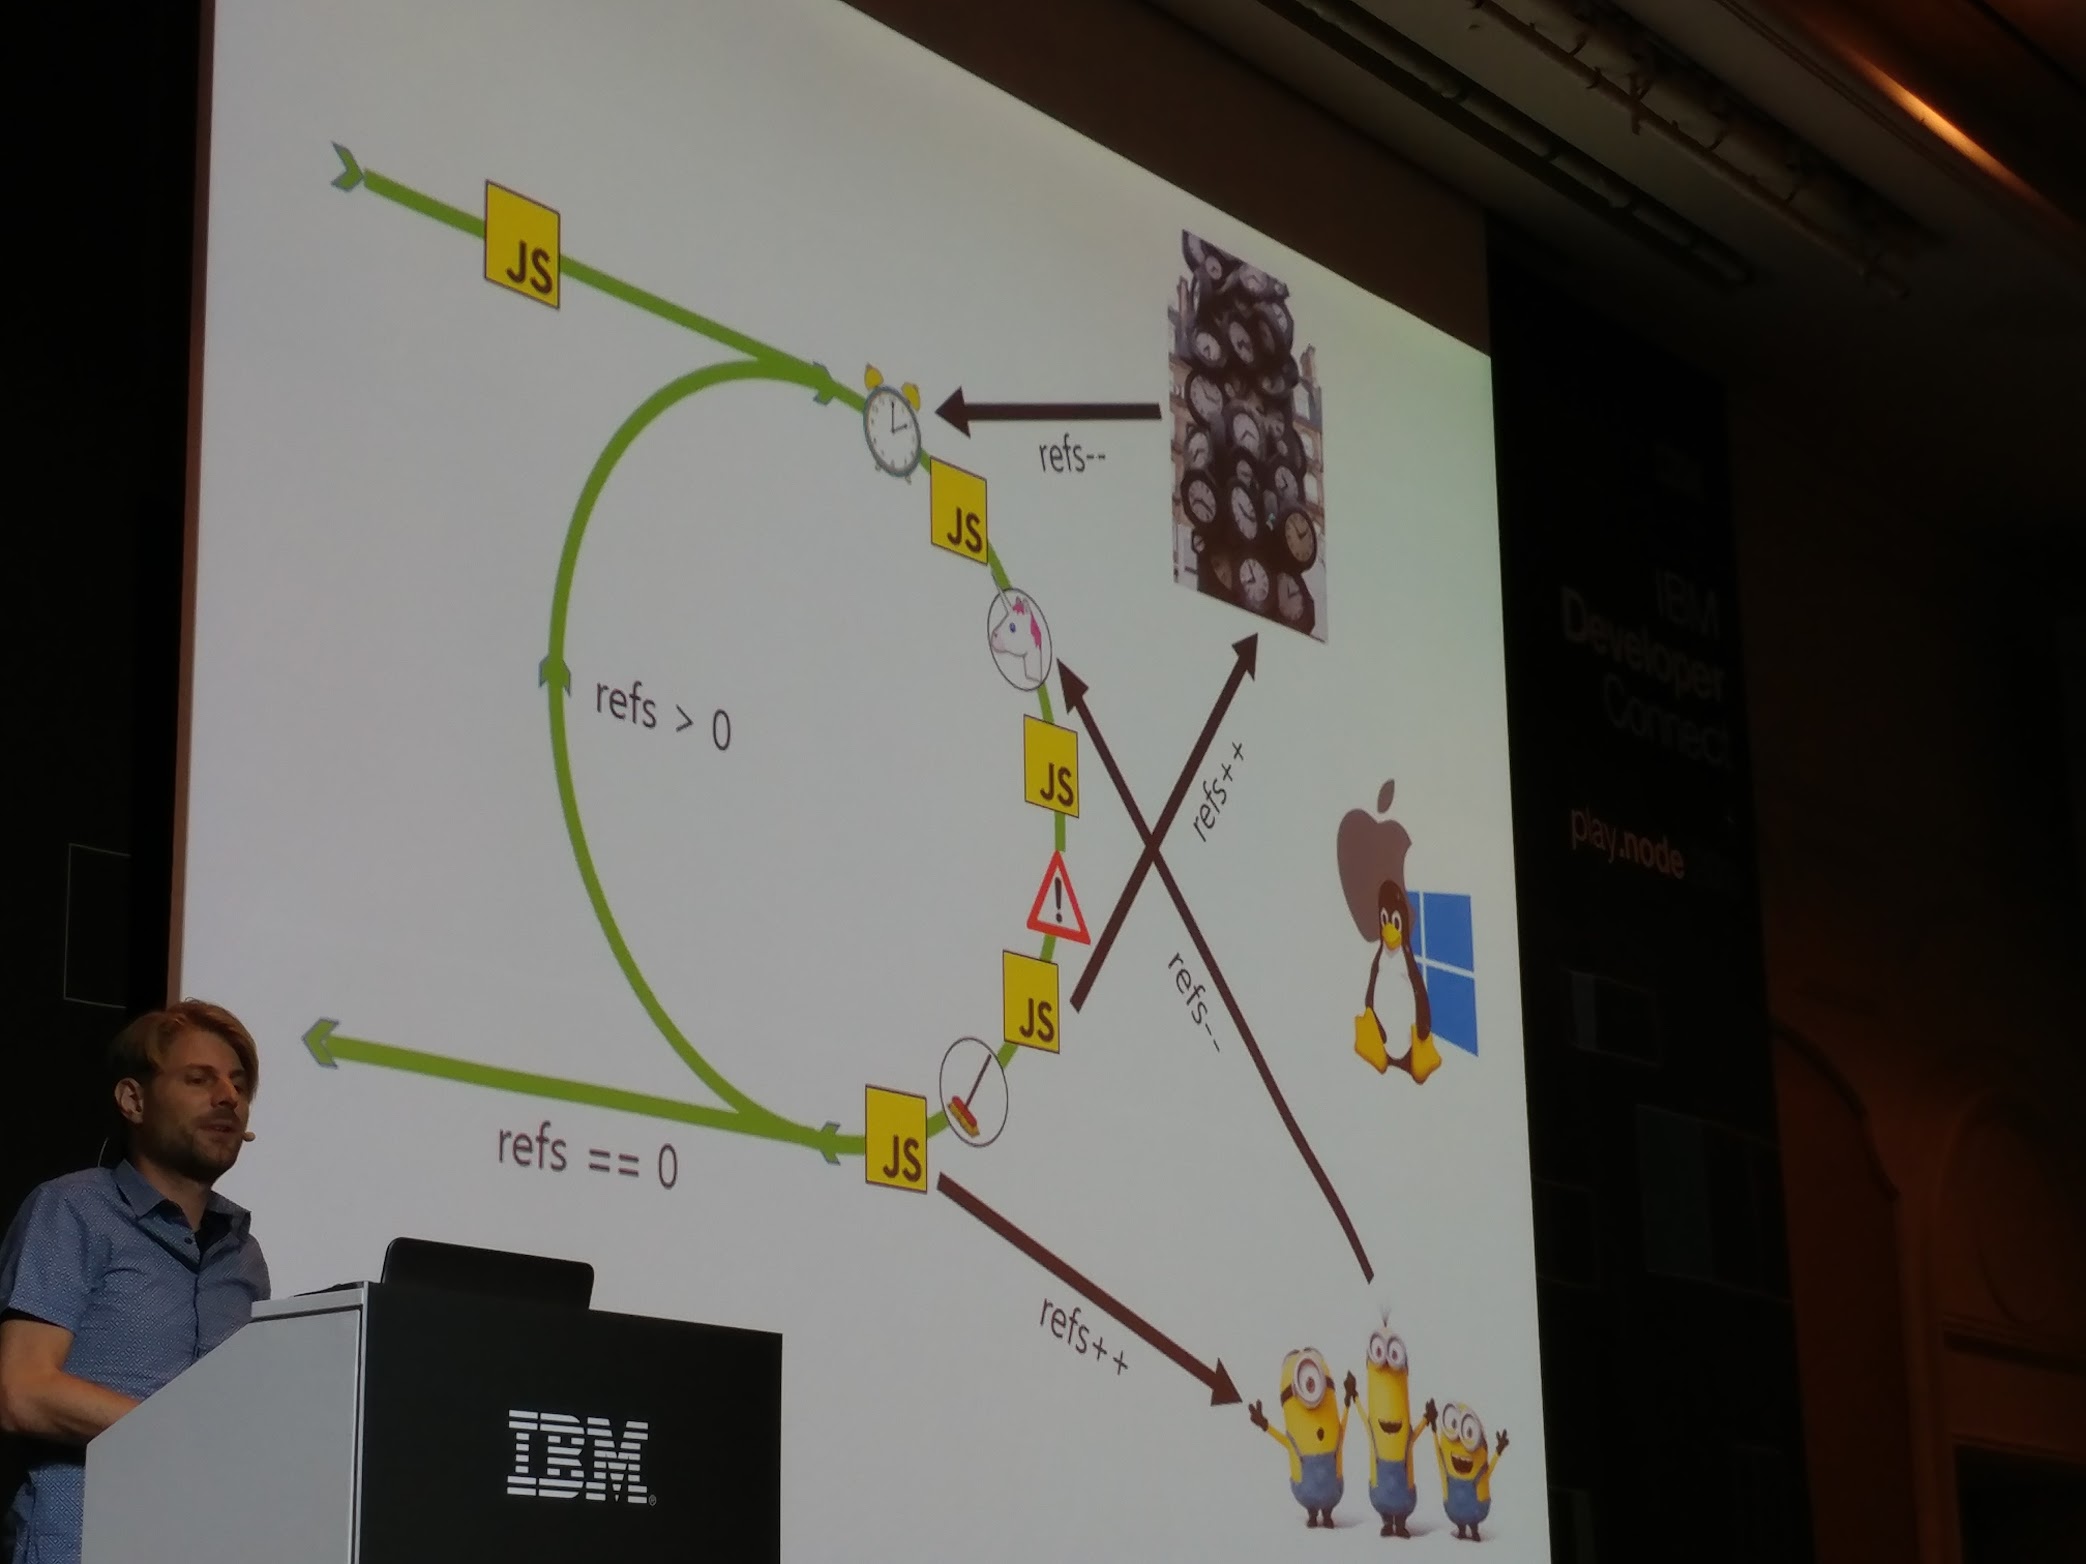 JS
refs--
JS
refs > 0
JS
refs++
refs--
JS
JS
refs == 0
refs++
IBM
Developer
Connect
play.node
IBM